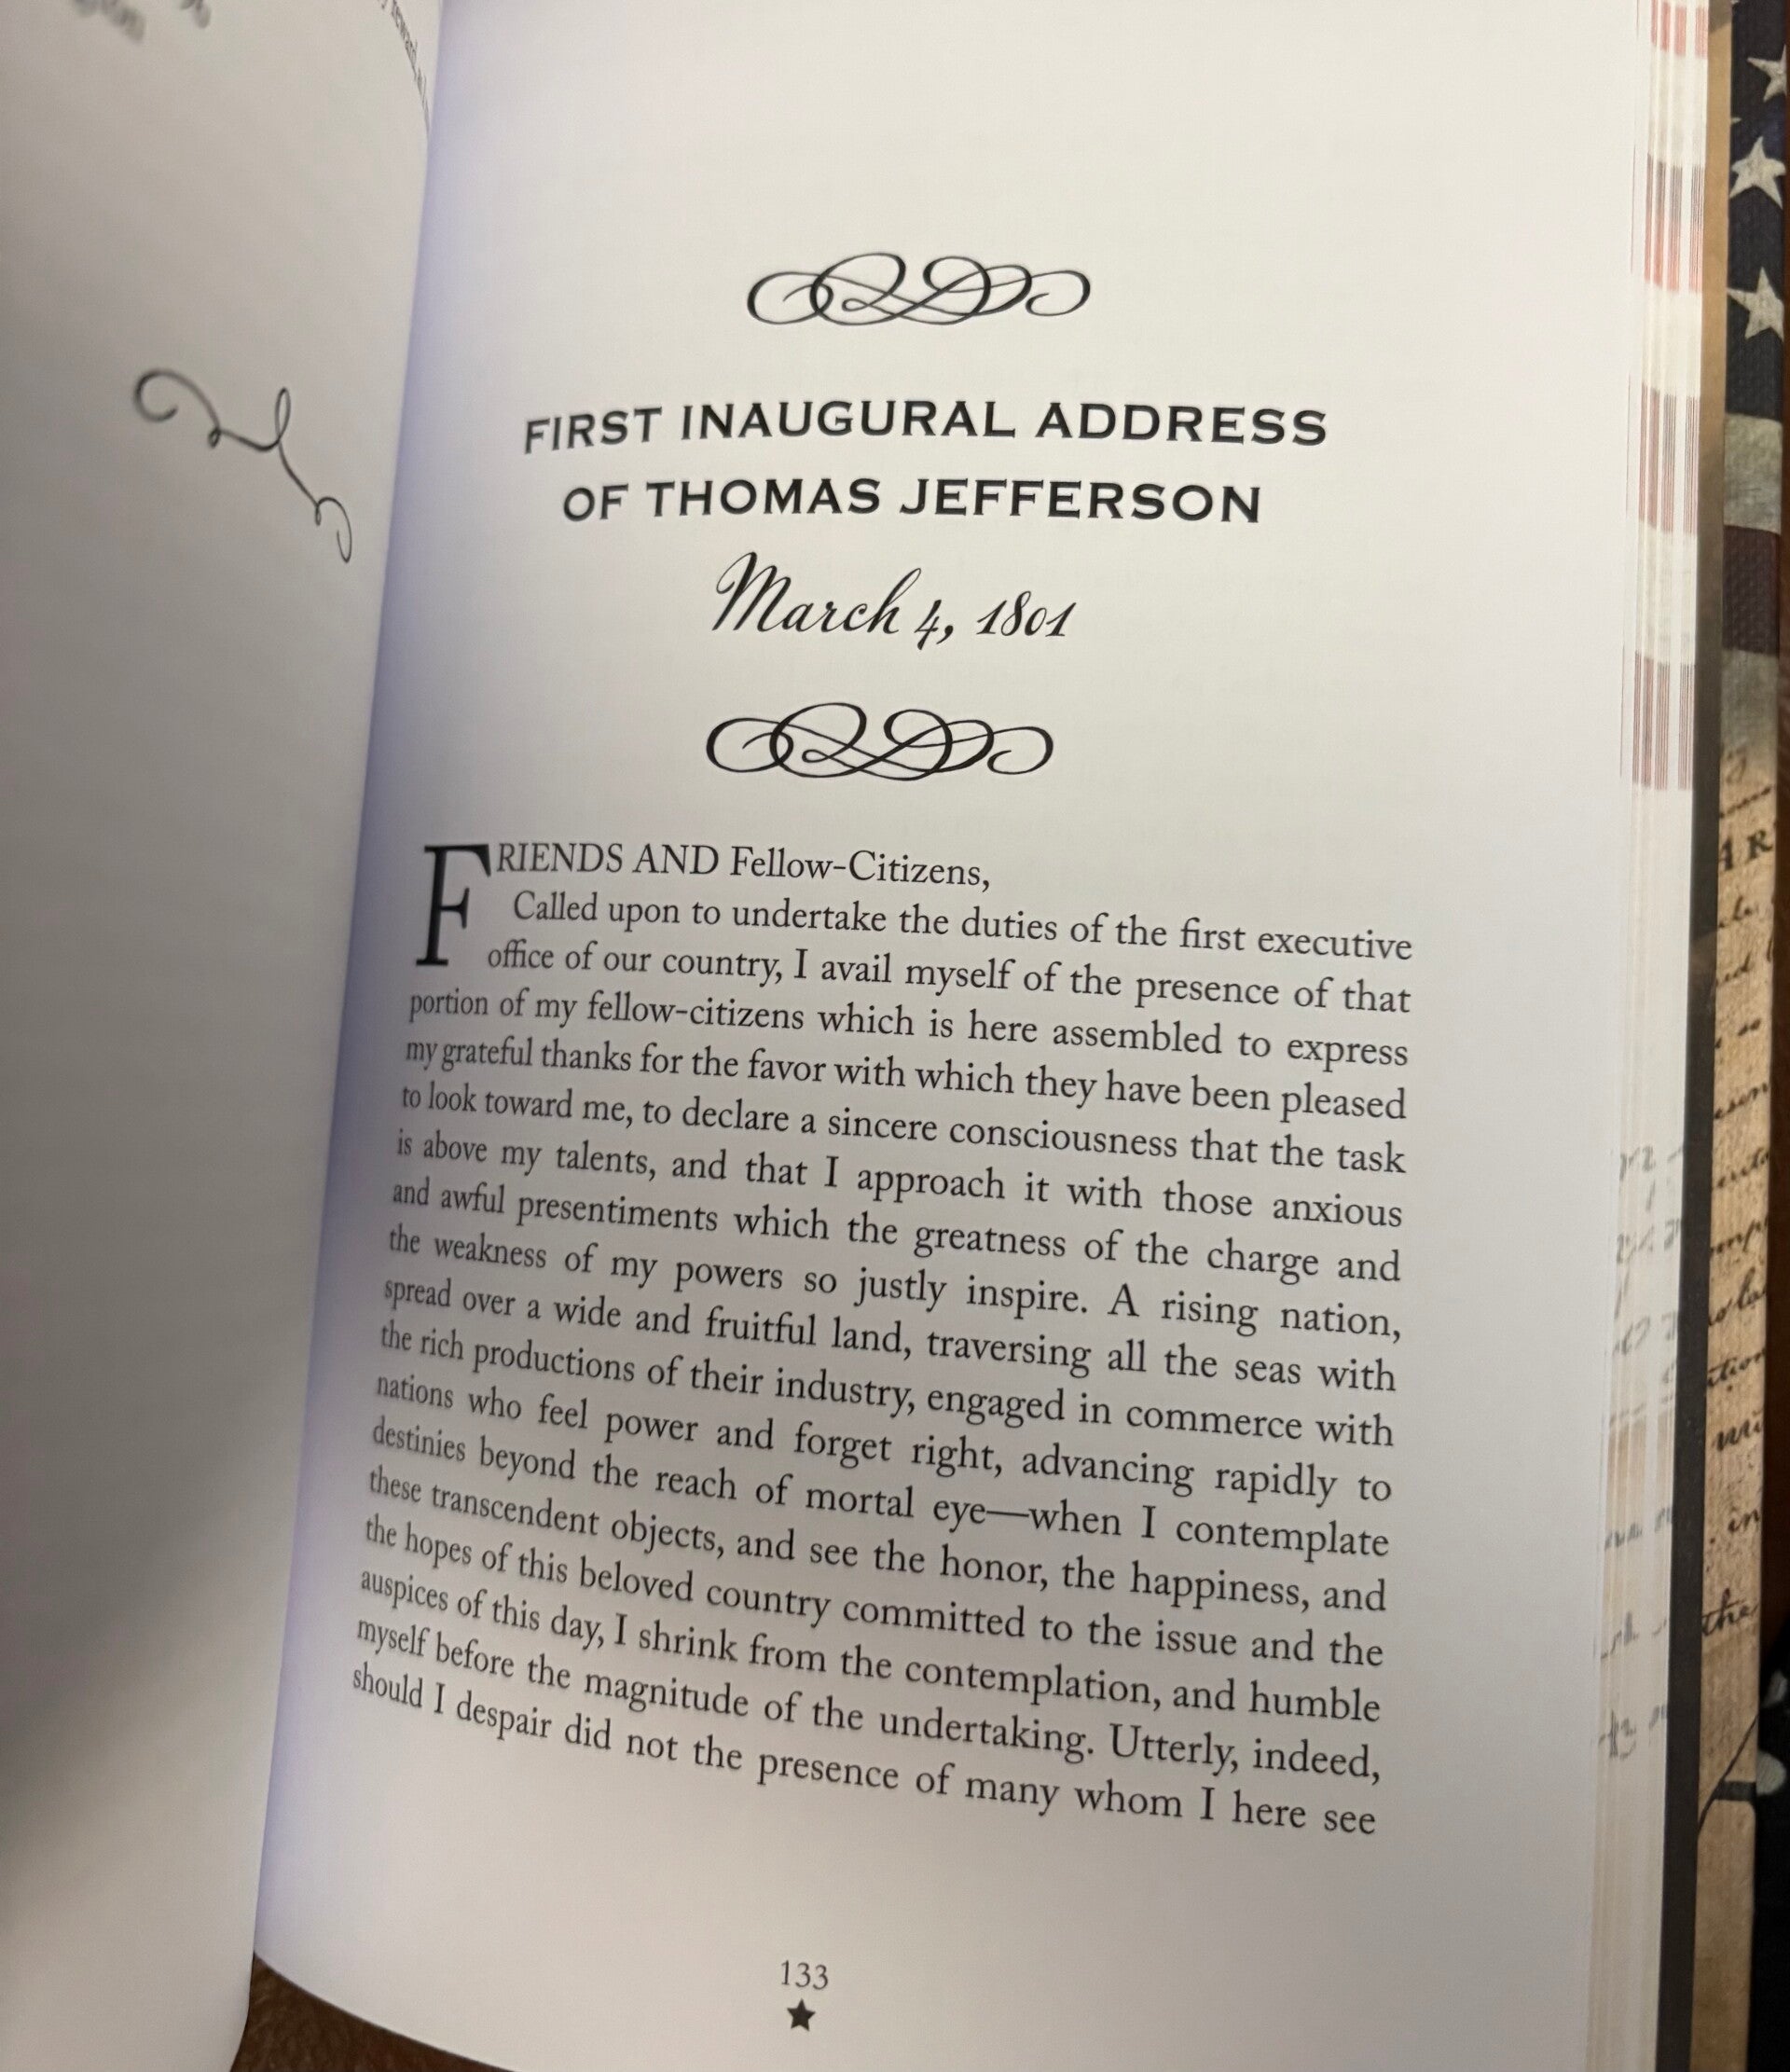 FIRST INAUGURAL ADDRESS
OF THOMAS JEFFERSON
March 4, 1801
FRIENDS AND Fellow-Citizens,
Called upon to undertake the duties of the first executive
office of our country, I avail myself of the presence of that
portion of my fellow-citizens which is here assembled to express
my grateful thanks for the favor with which they have been pleased
to look toward me, to declare a sincere consciousness that the task
is above my talents, and that I approach it with those anxious
and awful presentiments which the greatness of the charge and
the weakness of my powers so justly inspire. A rising nation,
spread over a wide and fruitful land, traversing all the seas with
the rich productions of their industry, engaged in commerce with
nations who feel power and forget right, advancing rapidly to
destinies beyond the reach of mortal eye—when I contemplate
these transcendent objects, and see the honor, the happiness, and
the hopes of this beloved country committed to the issue and the
auspices of this day, I shrink from the contemplation, and humble
myself before the magnitude of the undertaking. Utterly, indeed,
should I despair did not the presence of many whom I here see
133
in
the